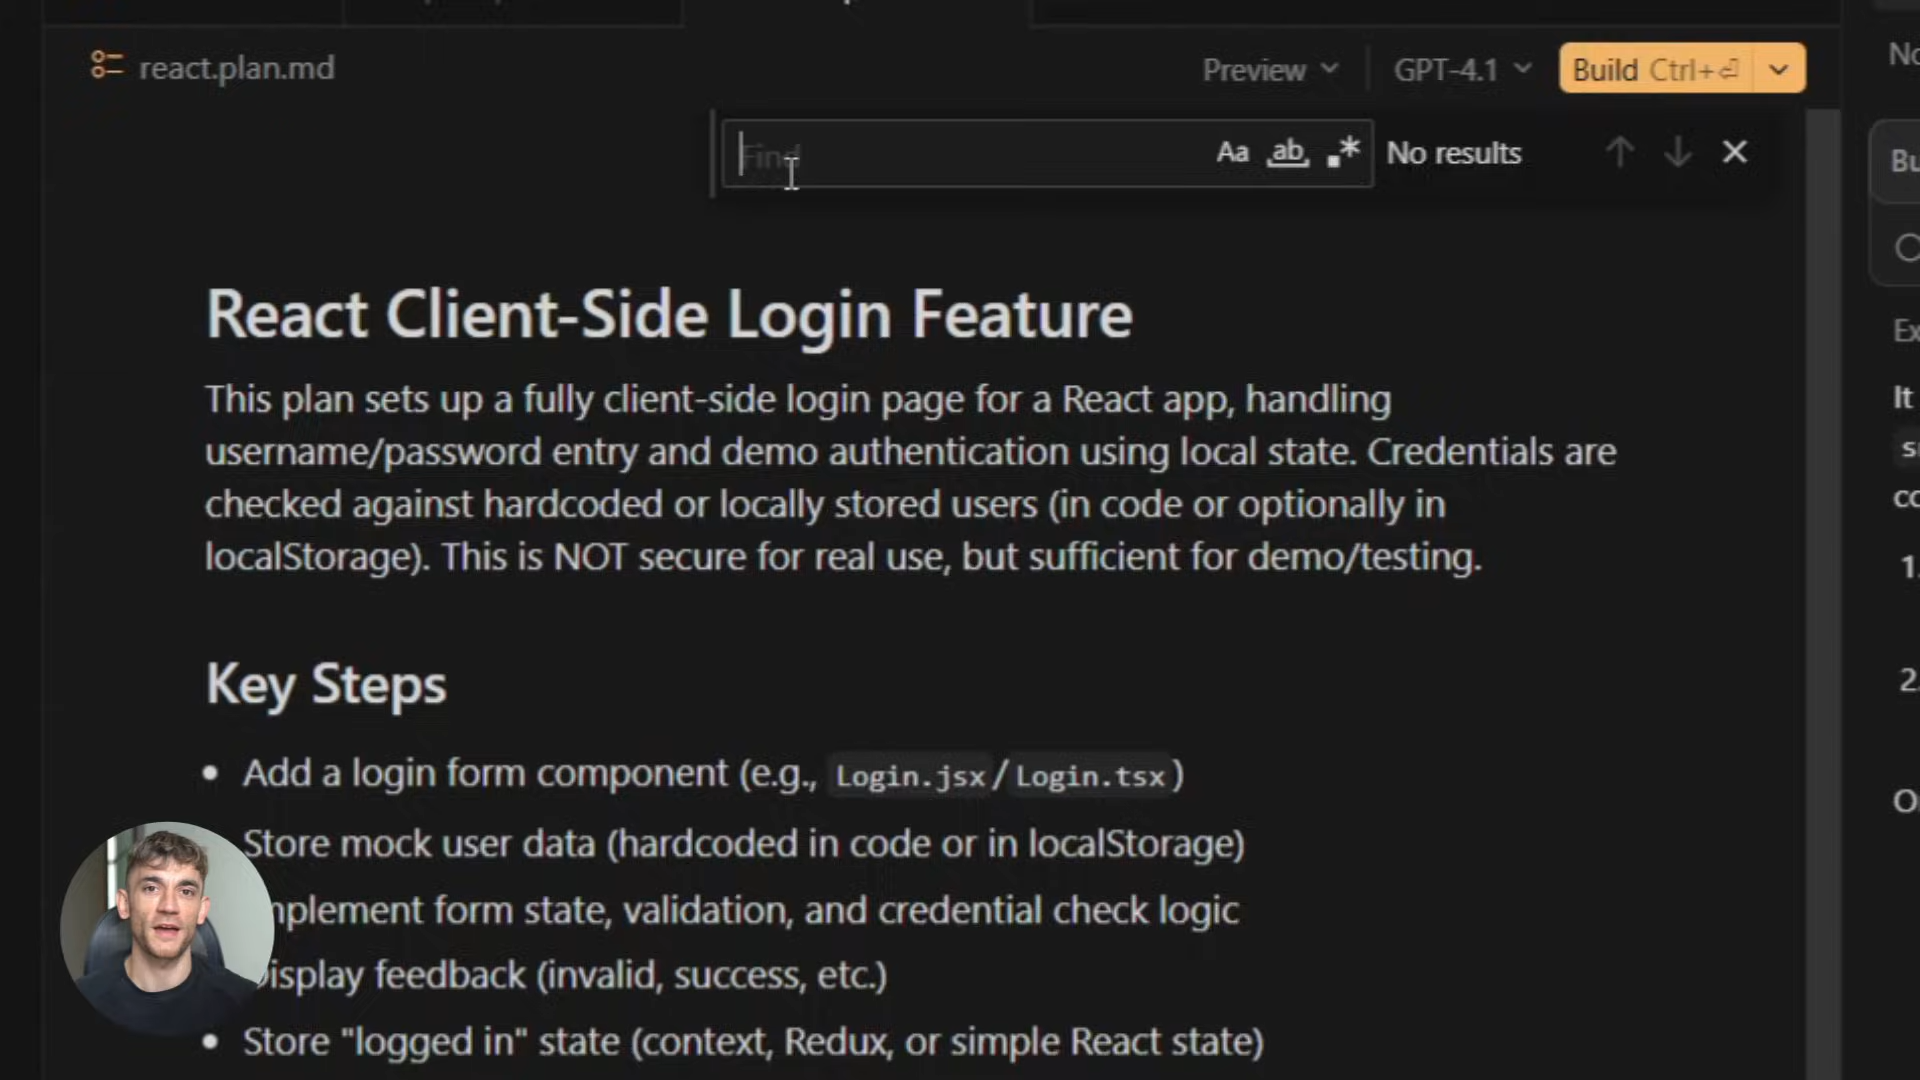 react.plan.md
Preview
GPT-4.1
Build Ctrl+⏎
Find
Aa
ab
.*
No results
React Client-Side Login Feature
This plan sets up a fully client-side login page for a React app, handling
username/password entry and demo authentication using local state. Credentials are
checked against hardcoded or locally stored users (in code or optionally in
localStorage). This is NOT secure for real use, but sufficient for demo/testing.
Key Steps
• Add a login form component (e.g., Login.jsx/Login.tsx)
Store mock user data (hardcoded in code or in localStorage)
form state, validation, and credential check logic
feedback (invalid, success, etc.)
• Store "logged in" state (context, Redux, or simple React state)
It
1.
2.